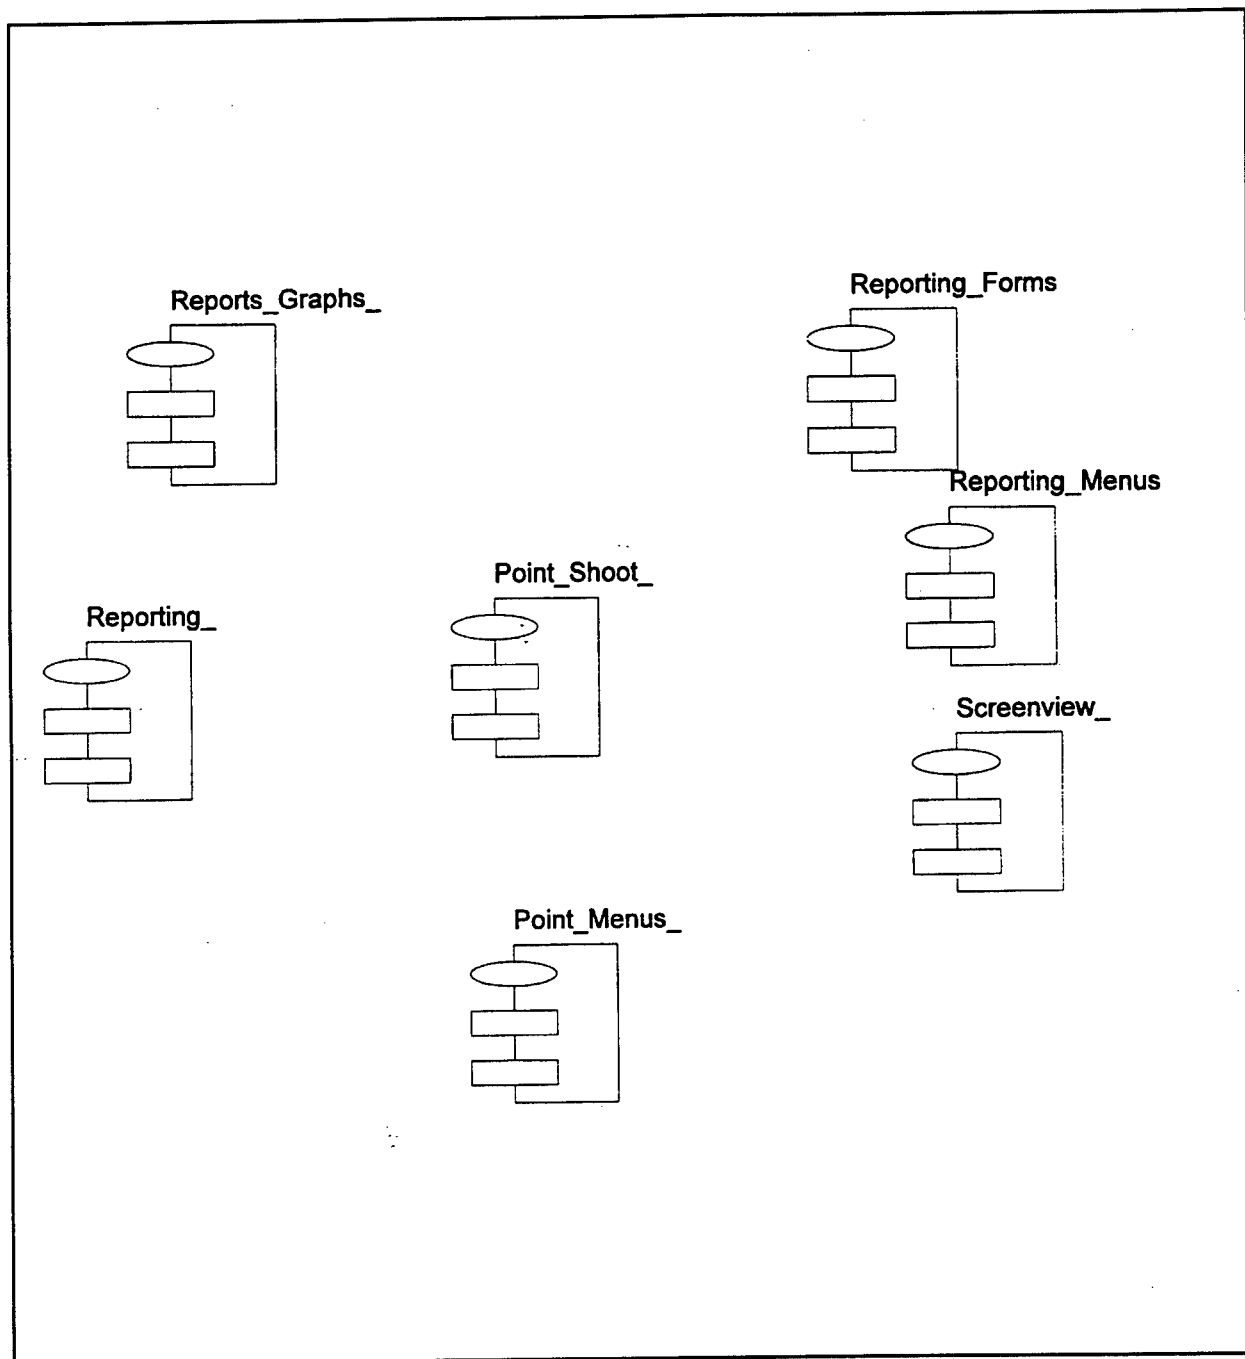 Reporting_Forms
Reports_Graphs_
Reporting_Menus
Point_Shoot_
Reporting_
Screenview_
Point_Menus_